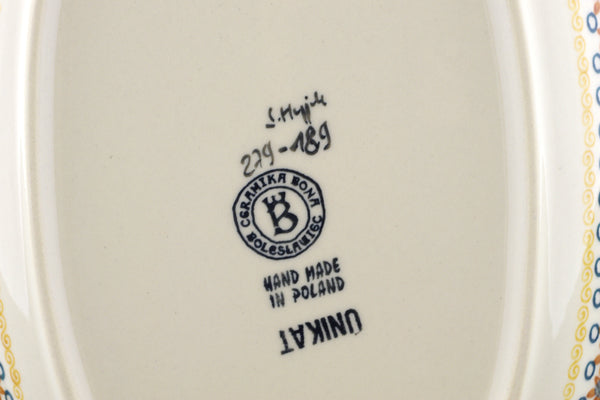 279-189
CERAMIKA BONA
BOLESLAWIEC
B
HAND MADE
IN POLAND
UNIKAT